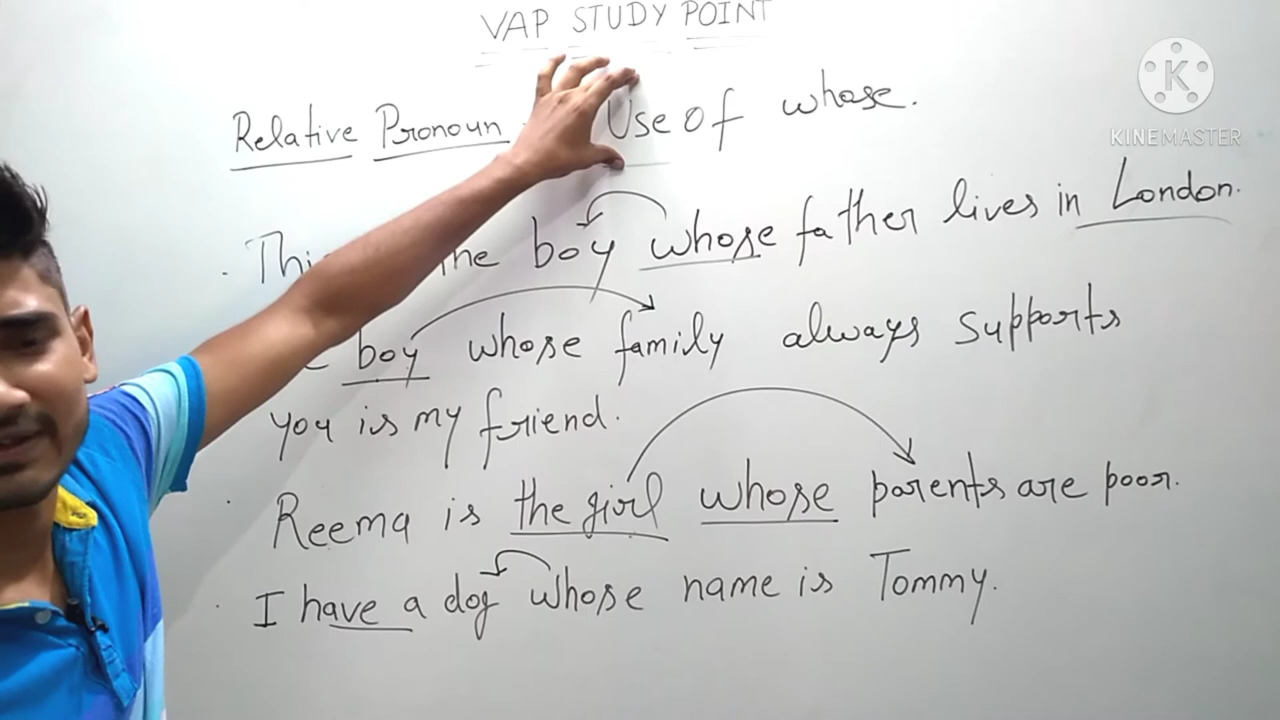 VAP STUDY POINT
Relative Pronoun Use of whose.
K
KINEMASTER
the boy whose father lives in London.
boy whose family always supports
you is my friend.
Reema is the girl whose parents are poor.
I have a dog whose name is Tommy.